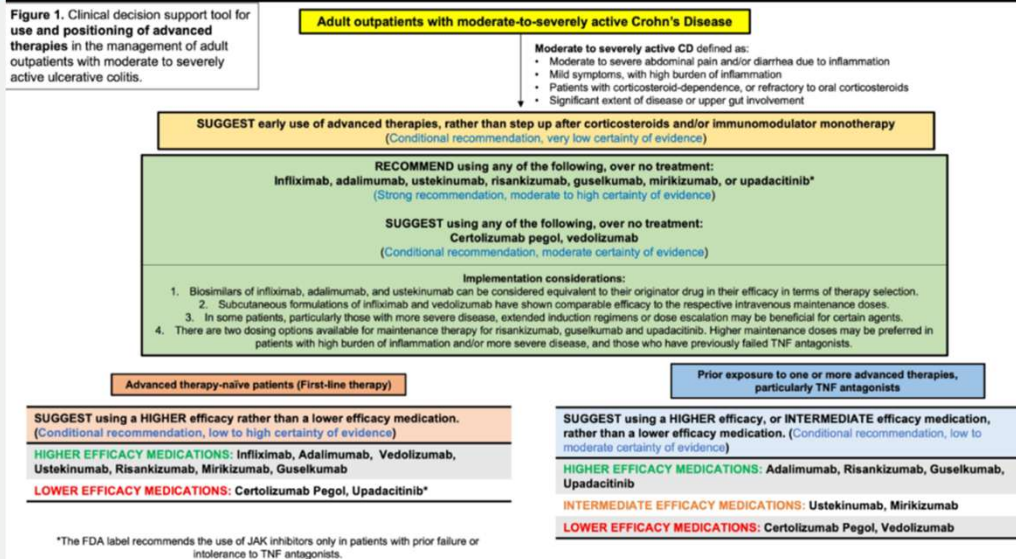 Figure 1. Clinical decision support tool for
use and positioning of advanced
therapies in the management of adult
outpatients with moderate to severely
active ulcerative colitis.
Adult outpatients with moderate-to-severely active Crohn's Disease
Moderate to severely active CD defined as:
• Moderate to severe abdominal pain and/or diarrhea due to inflammation
• Mild symptoms, with high burden of inflammation
• Patients with corticosteroid-dependence, or refractory to oral corticosteroids
• Significant extent of disease or upper gut involvement
SUGGEST early use of advanced therapies, rather than step up after corticosteroids and/or immunomodulator monotherapy
(Conditional recommendation, very low certainty of evidence)
RECOMMEND using any of the following, over no treatment:
Infliximab, adalimumab, ustekinumab, risankizumab, guselkumab, mirikizumab, or upadacitinib*
(Strong recommendation, moderate to high certainty of evidence)
SUGGEST using any of the following, over no treatment:
Certolizumab pegol, vedolizumab
(Conditional recommendation, moderate certainty of evidence)
Implementation considerations:
1. Biosimilars of infliximab, adalimumab, and ustekinumab can be considered equivalent to their originator drug in their efficacy in terms of therapy selection.
2. Subcutaneous formulations of infliximab and vedolizumab have shown comparable efficacy to the respective intravenous maintenance doses.
3. In some patients, particularly those with more severe disease, extended induction regimens or dose escalation may be beneficial for certain agents.
4. There are two dosing options available for maintenance therapy for risankizumab, guselkumab and upadacitinib. Higher maintenance doses may be preferred in
patients with high burden of inflammation and/or more severe disease, and those who have previously failed TNF antagonists.
Advanced therapy-naïve patients (First-line therapy)
SUGGEST using a HIGHER efficacy rather than a lower efficacy medication.
(Conditional recommendation, low to high certainty of evidence)
HIGHER EFFICACY MEDICATIONS: Infliximab, Adalimumab, Vedolizumab,
Ustekinumab, Risankizumab, Mirikizumab, Guselkumab
LOWER EFFICACY MEDICATIONS: Certolizumab Pegol, Upadacitinib*
*The FDA label recommends the use of JAK inhibitors only in patients with prior failure or
intolerance to TNF antagonists.
Prior exposure to one or more advanced therapies,
particularly TNF antagonists
SUGGEST using a HIGHER efficacy, or INTERMEDIATE efficacy medication,
rather than a lower efficacy medication. (Conditional recommendation, low to
moderate certainty of evidence)
HIGHER EFFICACY MEDICATIONS: Adalimumab, Risankizumab, Guselkumab,
Upadacitinib
INTERMEDIATE EFFICACY MEDICATIONS: Ustekinumab, Mirikizumab
LOWER EFFICACY MEDICATIONS: Certolizumab Pegol, Vedolizumab